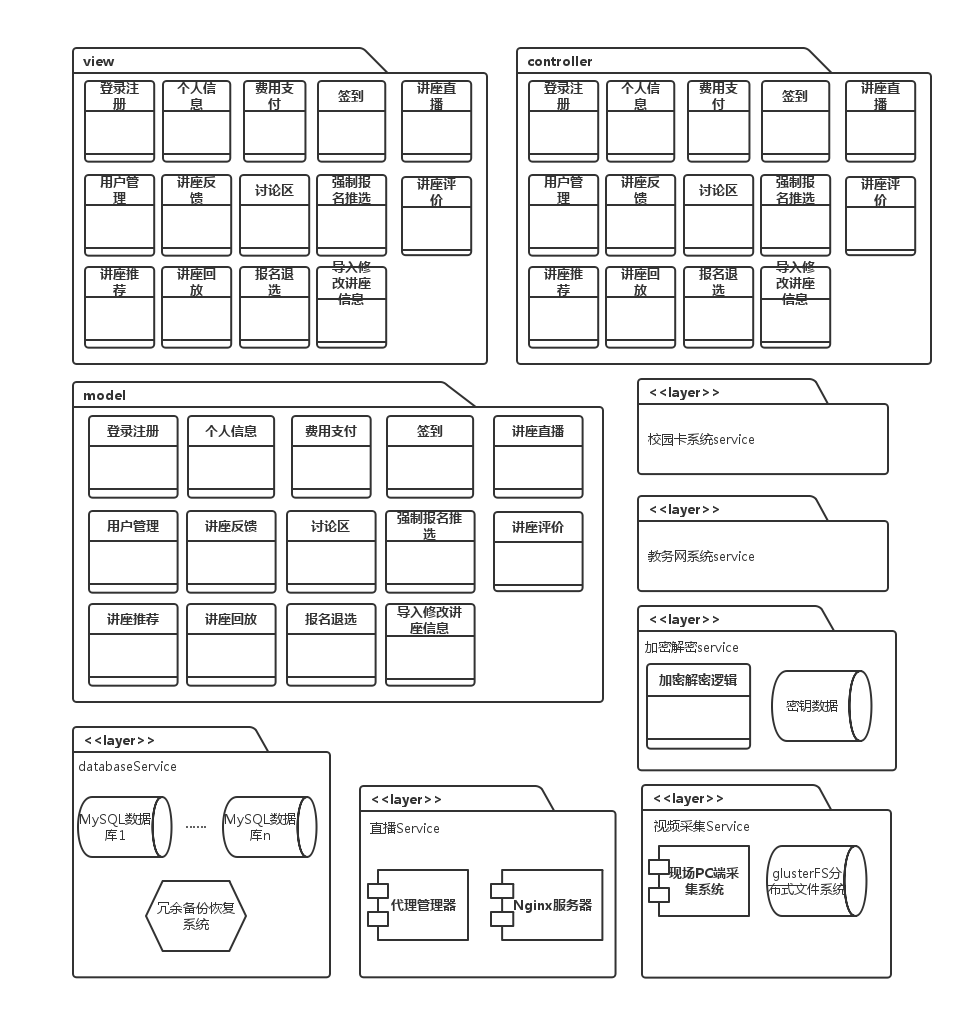 view
登录注
册
个人信
息
费用支
付
签到
讲座直
播
用户管
理
讲座反
馈
讨论区
强制报
名推选
讲座评
价
讲座推
荐
讲座回
放
报名退
选
导入修
改讲座
信息
controller
登录注
册
个人信
息
费用支
付
签到
讲座直
播
用户管
理
讲座反
馈
讨论区
强制报
名推选
讲座评
价
讲座推
荐
讲座回
放
报名退
选
导入修
改讲座
信息
model
登录注册
个人信息
费用支付
签到
讲座直播
用户管理
讲座反馈
讨论区
强制报名推
选
讲座评价
讲座推荐
讲座回放
报名退选
导入修改讲
座信息
<<layer>>
校园卡系统service
<<layer>>
教务网系统service
<<layer>>
加密解密service
加密解密逻辑
密钥数据
<<layer>>
databaseService
MySQL数据
库1
......
MySQL数据
库n
冗余备份恢复
系统
<<layer>>
直播Service
代理管理器
Nginx服务器
<<layer>>
视频采集Service
现场PC端采
集系统
glusterFS分
布式文件系统